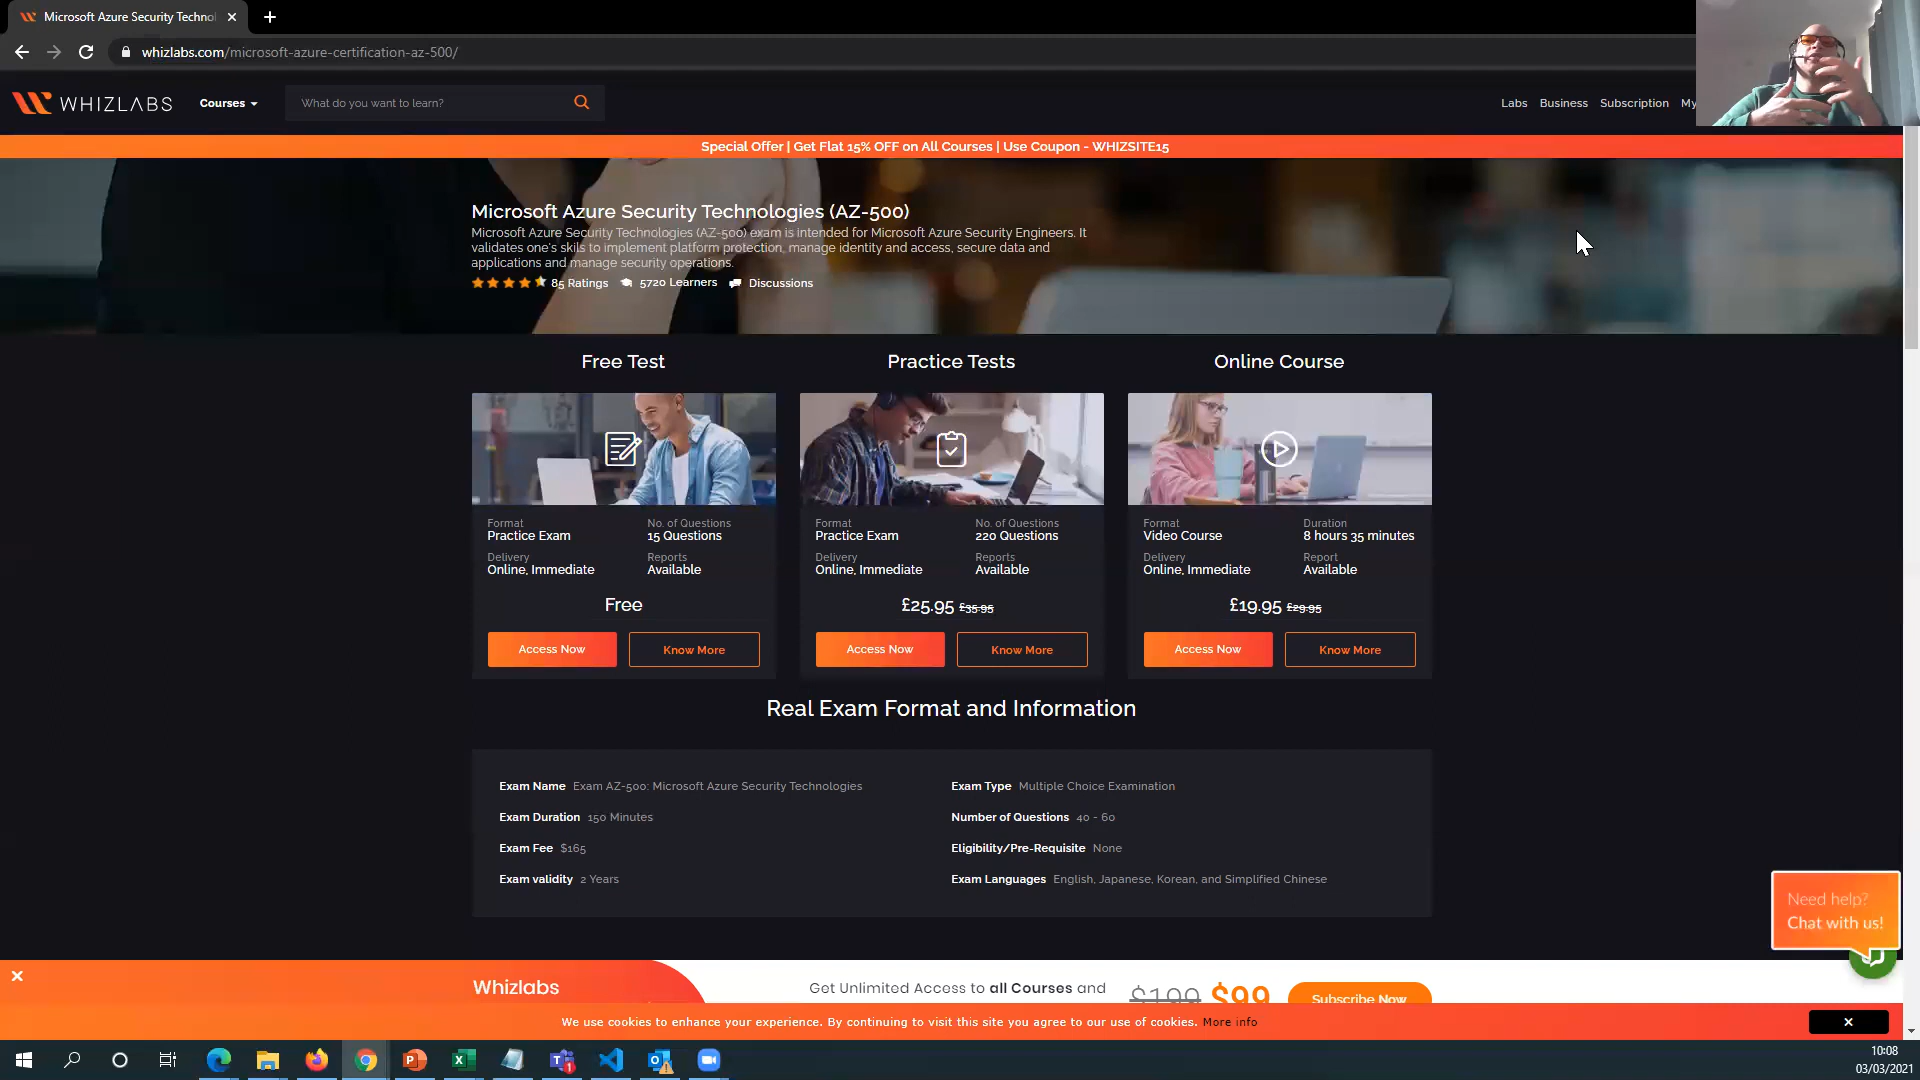 Microsoft Azure Security Technol
whizlabs.com/microsoft-azure-certification-az-500/
WHIZLABS
Courses
What do you want to learn?
Labs
Business
Subscription
My
Special Offer | Get Flat 15% OFF on All Courses | Use Coupon - WHIZSITE15
Microsoft Azure Security Technologies (AZ-500)
Microsoft Azure Security Technologies (AZ-500) exam is intended for Microsoft Azure Security Engineers. It
validates one's skils to implement platform protection, manage identity and access, secure data and
applications and manage security operations.
85 Ratings 5720 Learners Discussions
Free Test
Format No. of Questions
Practice Exam 15 Questions
Delivery Reports
Online, Immediate Available
Free
Access Now Know More
Practice Tests
Format No. of Questions
Practice Exam 220 Questions
Delivery Reports
Online, Immediate Available
£25.95 £35.95
Access Now Know More
Online Course
Format Duration
Video Course 8 hours 35 minutes
Delivery Report
Online, Immediate Available
£19.95 £29.95
Access Now Know More
Real Exam Format and Information
Exam Name Exam AZ-500: Microsoft Azure Security Technologies
Exam Duration 150 Minutes
Exam Fee $165
Exam validity 2 Years
Exam Type Multiple Choice Examination
Number of Questions 40 - 60
Eligibility/Pre-Requisite None
Exam Languages English, Japanese, Korean, and Simplified Chinese
Need help?
Chat with us!
Whizlabs
Get Unlimited Access to all Courses and
$199 $99
Subscribe Now
We use cookies to enhance your experience. By continuing to visit this site you agree to our use of cookies. More info
10:08
03/03/2021